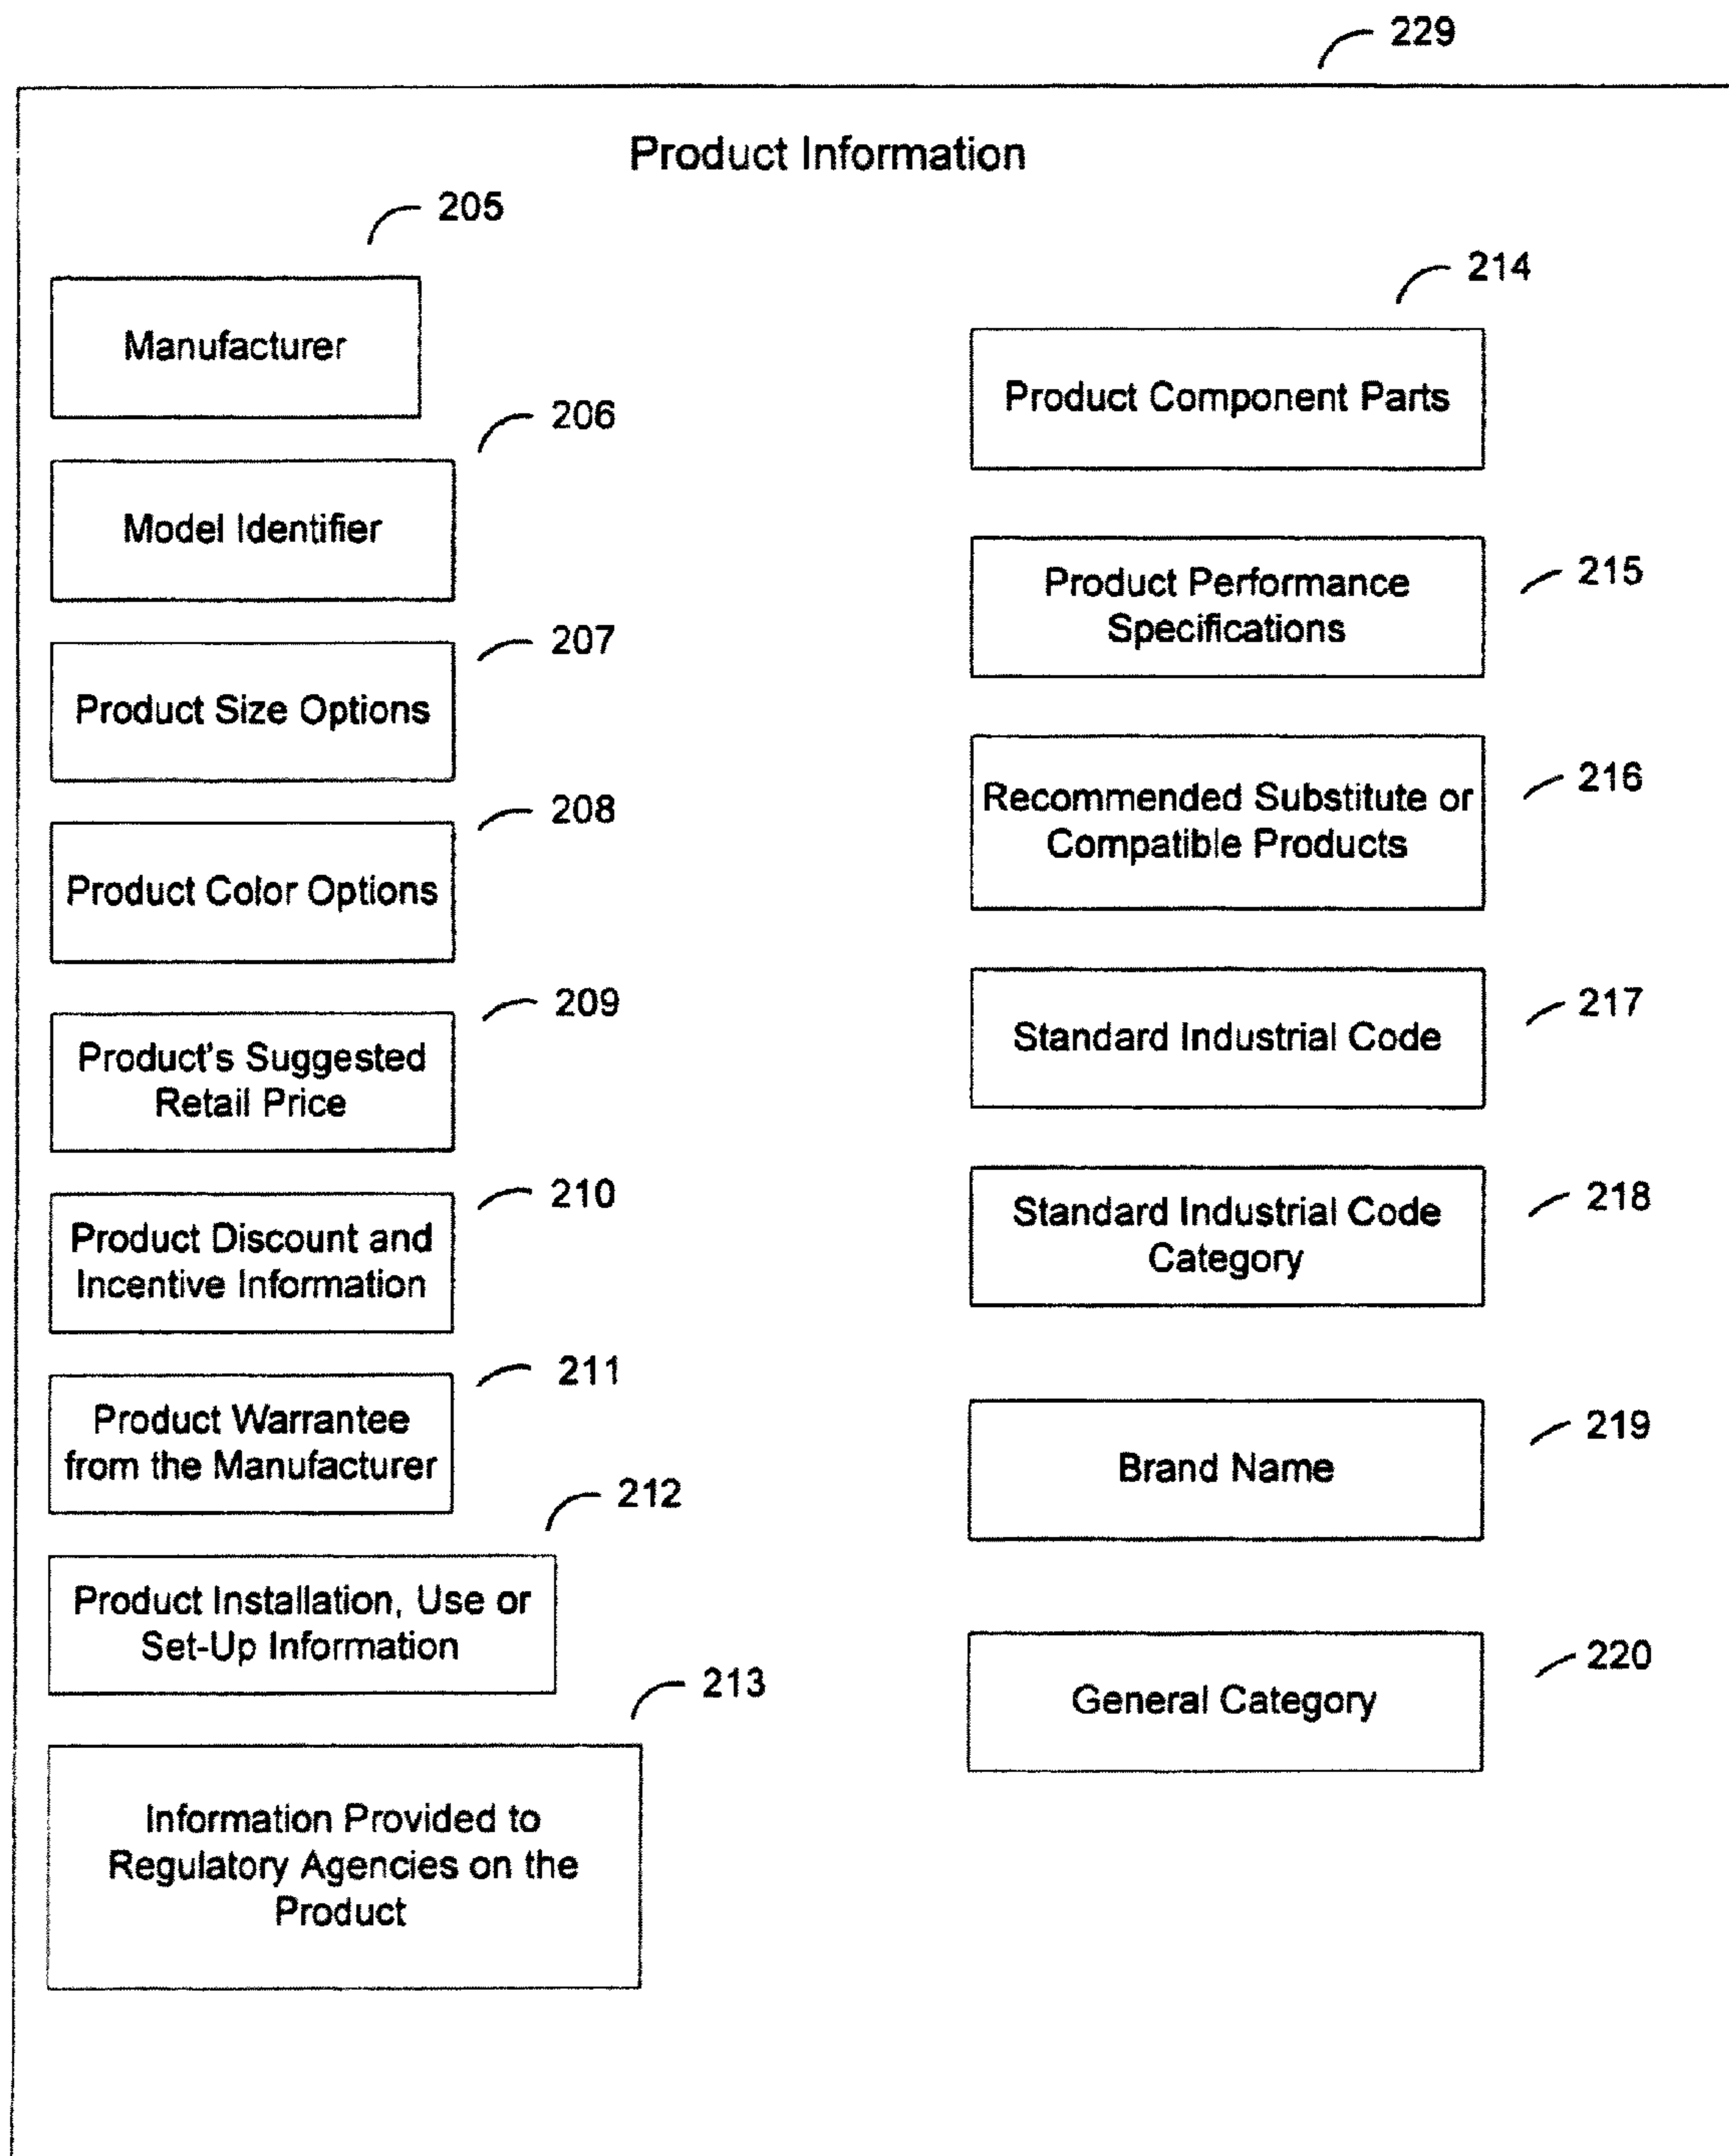 229
Product Information
205
Manufacturer
206
Model Identifier
207
Product Size Options
208
Product Color Options
209
Product's Suggested
Retail Price
210
Product Discount and
Incentive Information
211
Product Warrantee
from the Manufacturer
212
Product Installation, Use or
Set-Up Information
213
Information Provided to
Regulatory Agencies on the
Product
214
Product Component Parts
215
Product Performance
Specifications
216
Recommended Substitute or
Compatible Products
217
Standard Industrial Code
218
Standard Industrial Code
Category
219
Brand Name
220
General Category